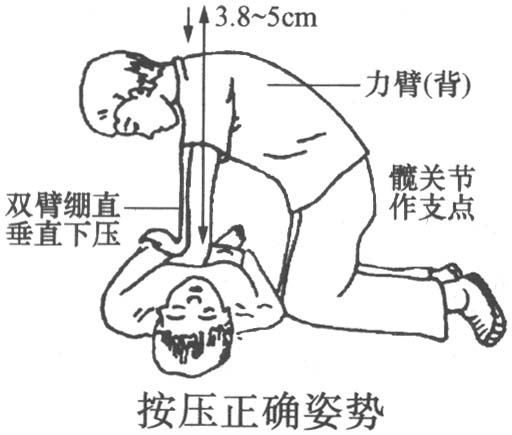 3.8~5cm
力臂(背)
双臂绷直
垂直下压
髋关节
作支点
按压正确姿势